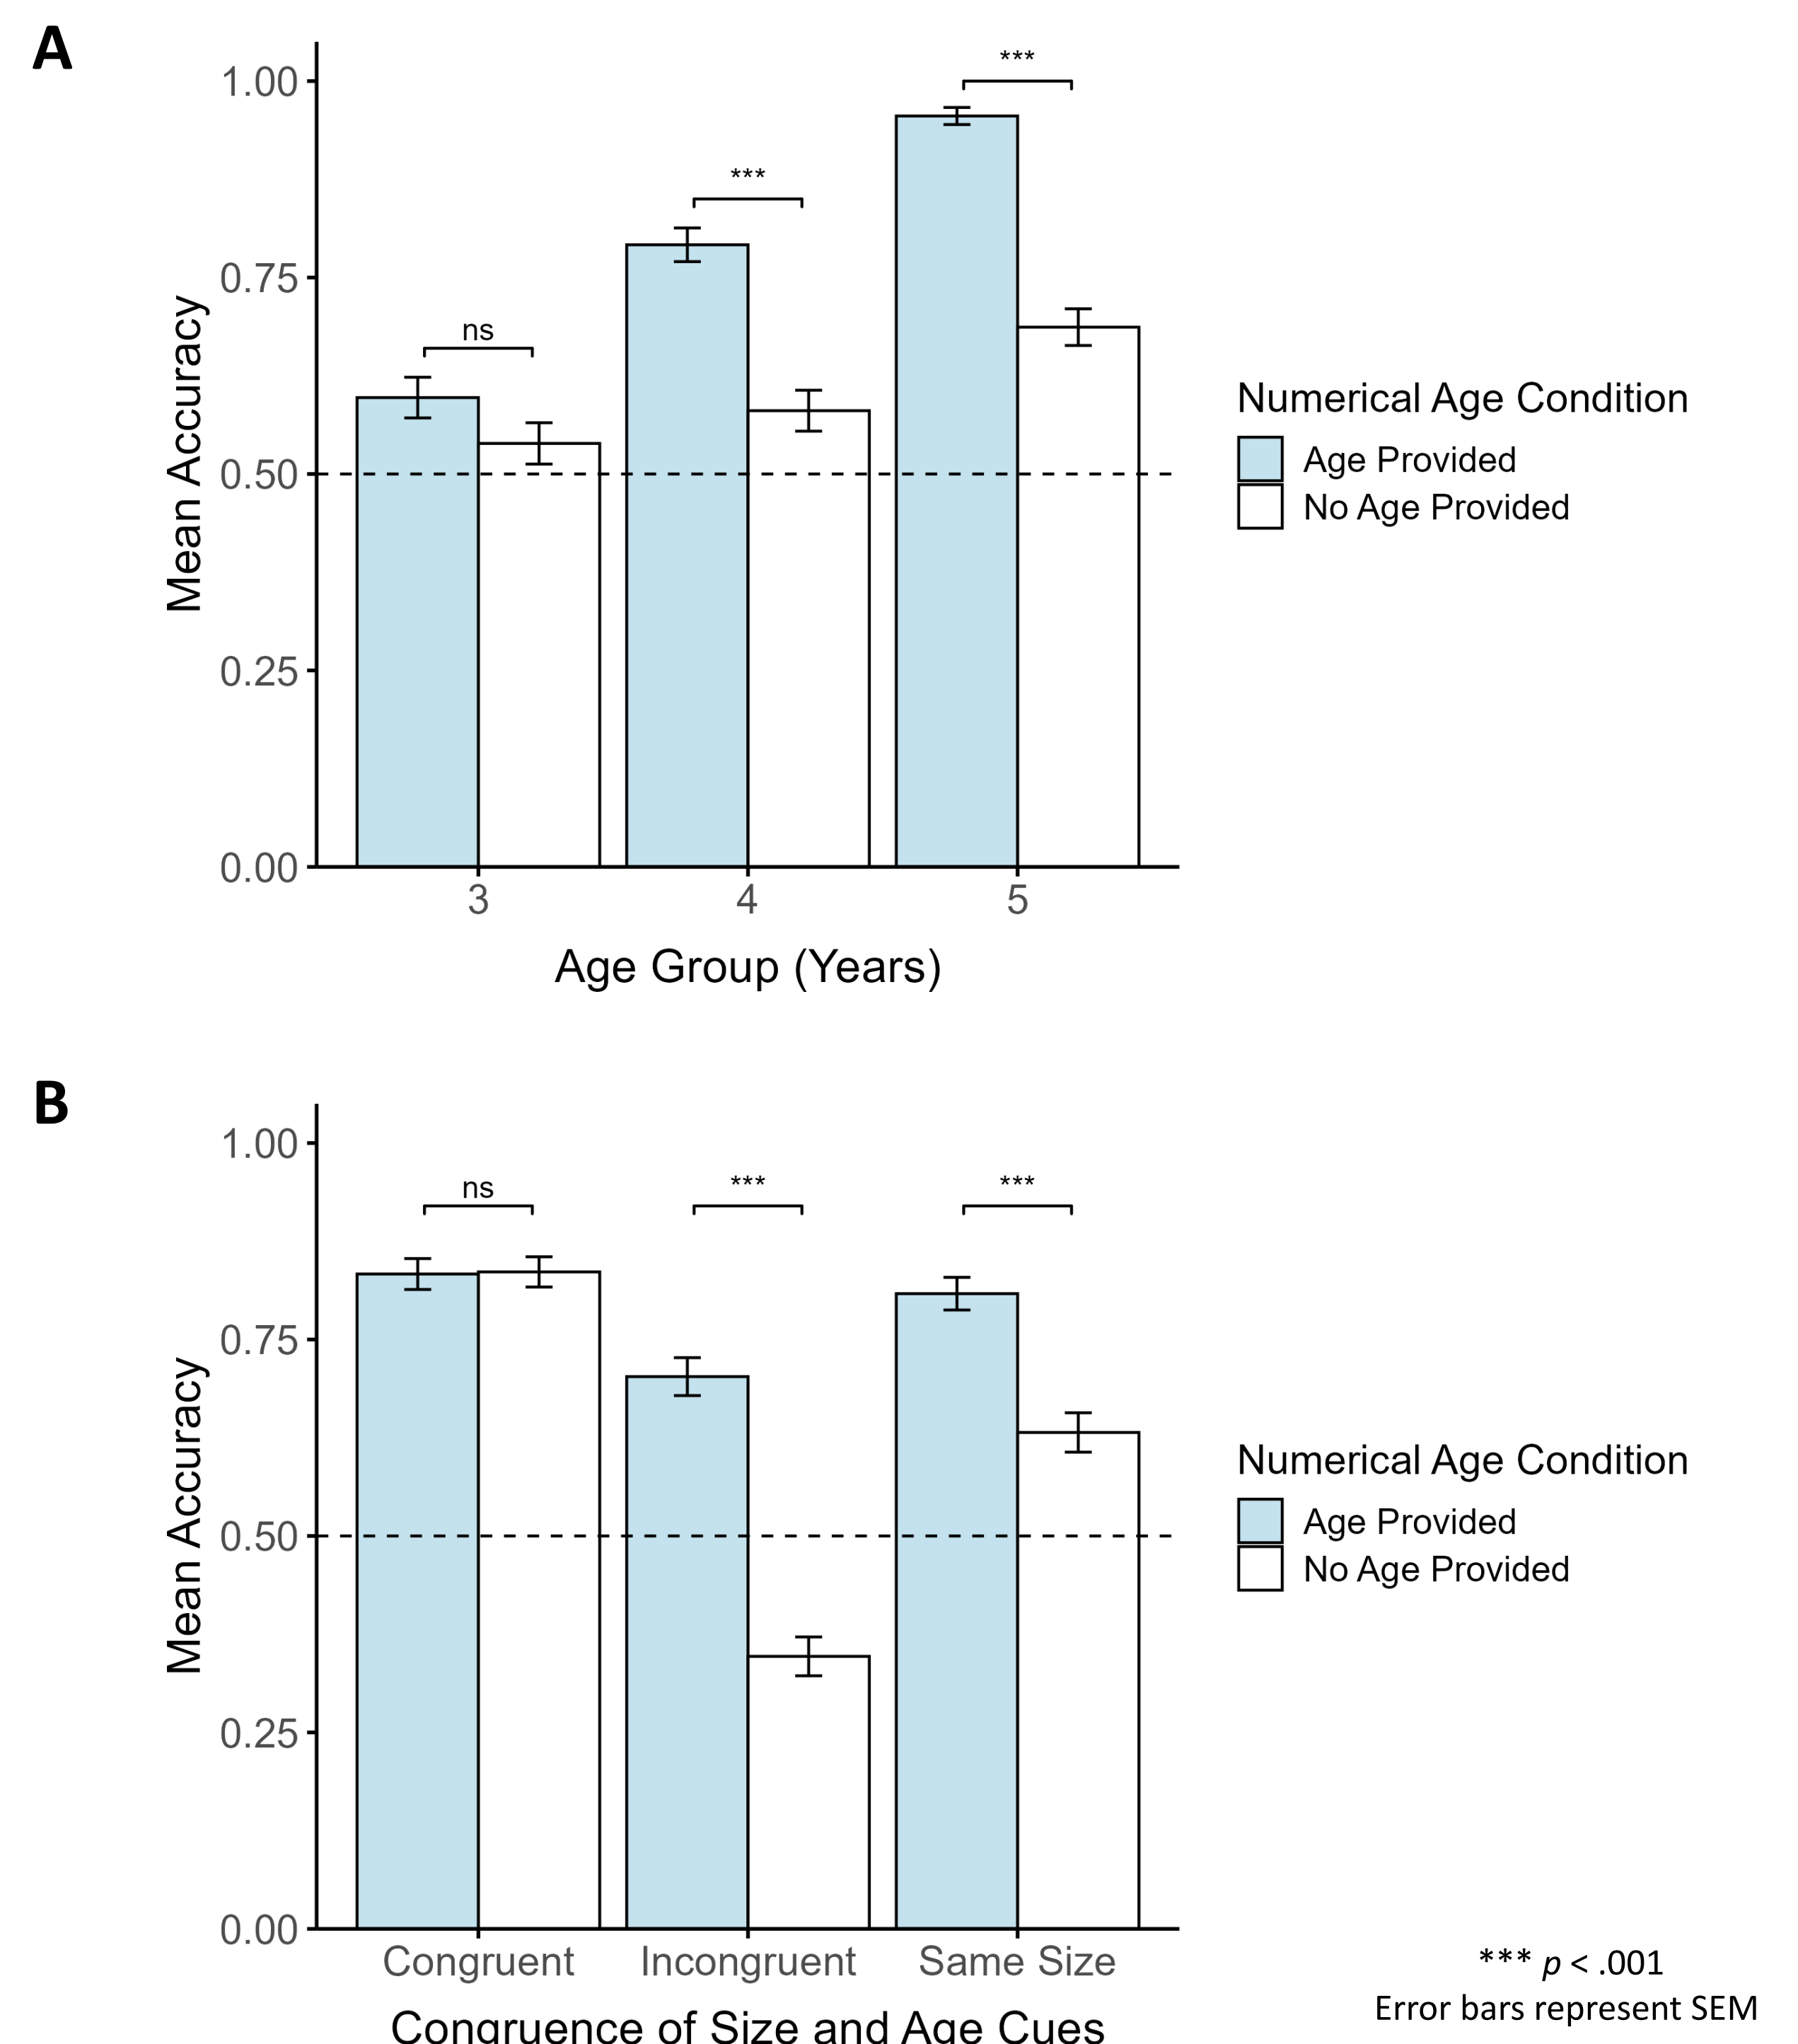 A
1.00
0.75
0.50
0.25
0.00
Mean Accuracy
ns
***
***
3 4 5
Age Group (Years)
Numerical Age Condition
Age Provided
No Age Provided
B
1.00
0.75
0.50
0.25
0.00
Mean Accuracy
ns
***
***
Congruent Incongruent Same Size
Congruence of Size and Age Cues
Numerical Age Condition
Age Provided
No Age Provided
*** p < .001
Error bars represent SEM